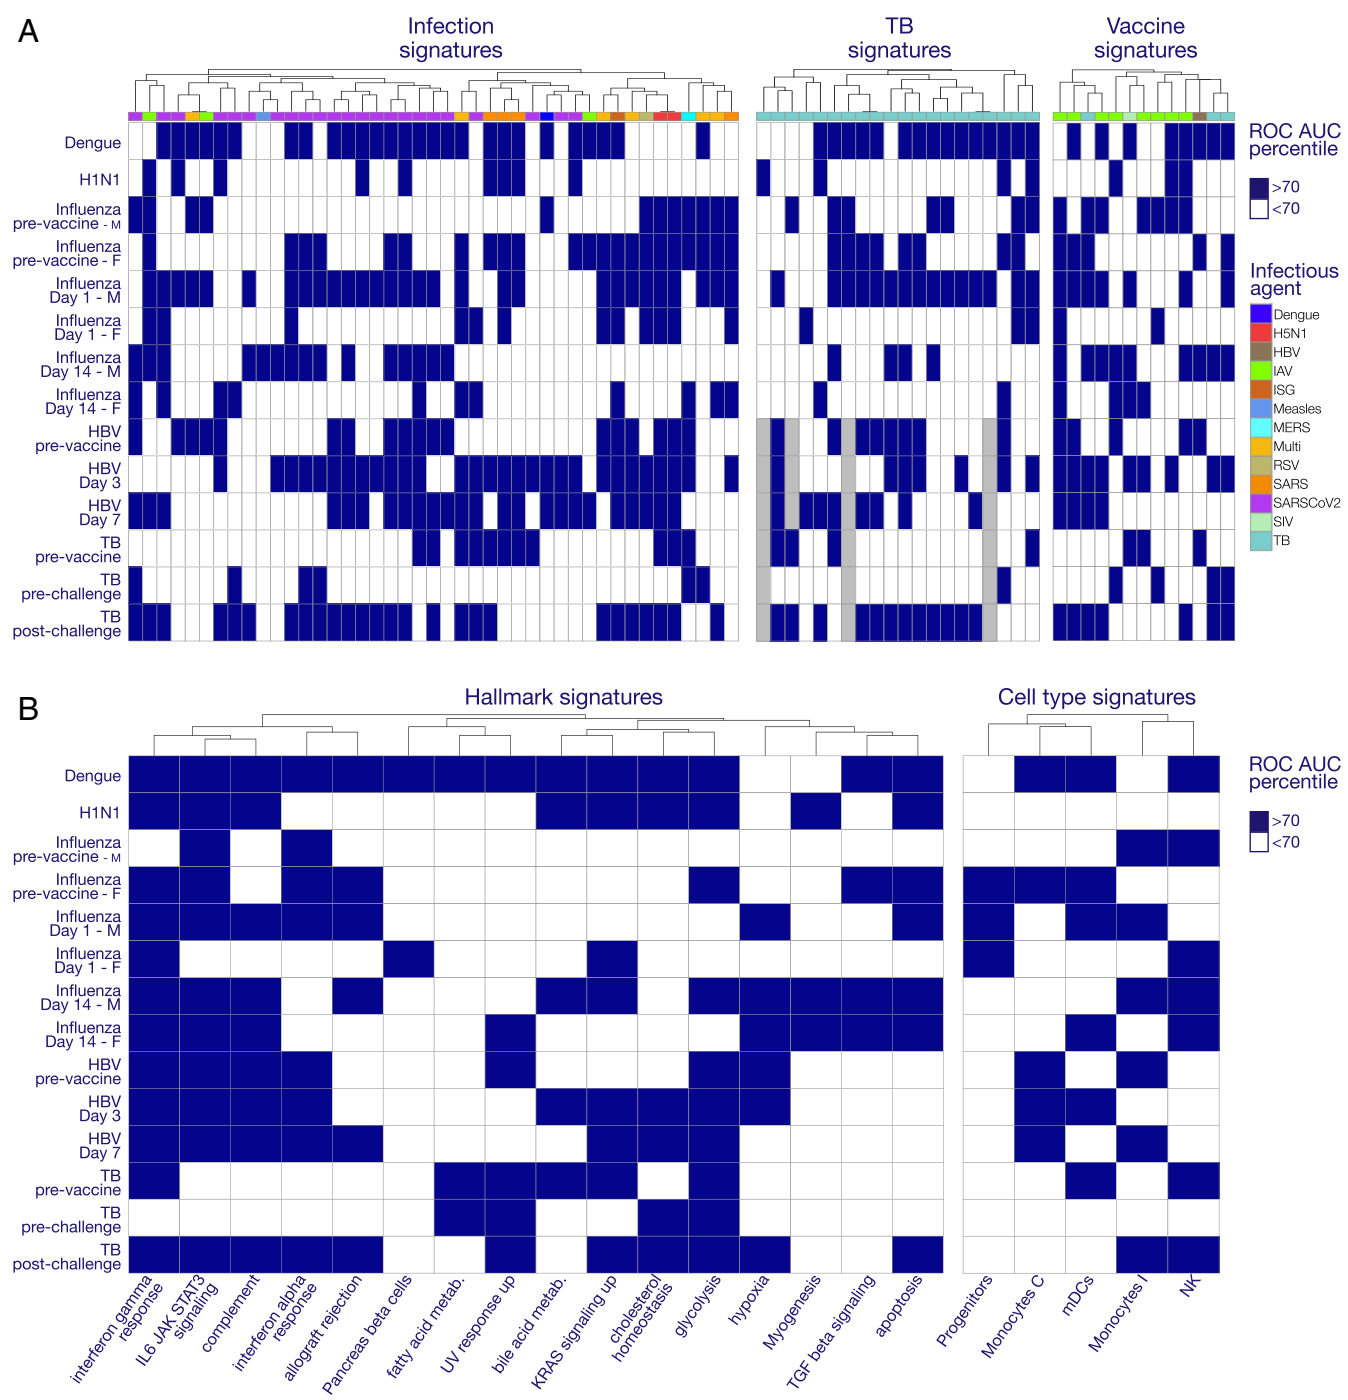 A
Infection
signatures
TB
signatures
Vaccine
signatures
Dengue
H1N1
Influenza
pre-vaccine - M
Influenza
pre-vaccine - F
Influenza
Day 1 - M
Influenza
Day 1 - F
Influenza
Day 14 - M
Influenza
Day 14 - F
HBV
pre-vaccine
HBV
Day 3
HBV
Day 7
TB
pre-vaccine
TB
pre-challenge
TB
post-challenge
ROC AUC
percentile
>70
<70
Infectious
agent
Dengue
H5N1
HBV
IAV
ISG
Measles
MERS
Multi
RSV
SARS
SARSCoV2
SIV
TB
B
Hallmark signatures
Cell type signatures
Dengue
H1N1
Influenza
pre-vaccine - M
Influenza
pre-vaccine - F
Influenza
Day 1 - M
Influenza
Day 1 - F
Influenza
Day 14 - M
Influenza
Day 14 - F
HBV
pre-vaccine
HBV
Day 3
HBV
Day 7
TB
pre-vaccine
TB
pre-challenge
TB
post-challenge
ROC AUC
percentile
>70
<70
interferon gamma
response
IL6 JAK STAT3
signaling
complement
interferon alpha
response
allograft rejection
Pancreas beta cells
fatty acid metab.
UV response up
bile acid metab.
KRAS signaling up
cholesterol
homeostasis
glycolysis
hypoxia
Myogenesis
TGF beta signaling
apoptosis
Progenitors
Monocytes C
mDCs
Monocytes I
NK